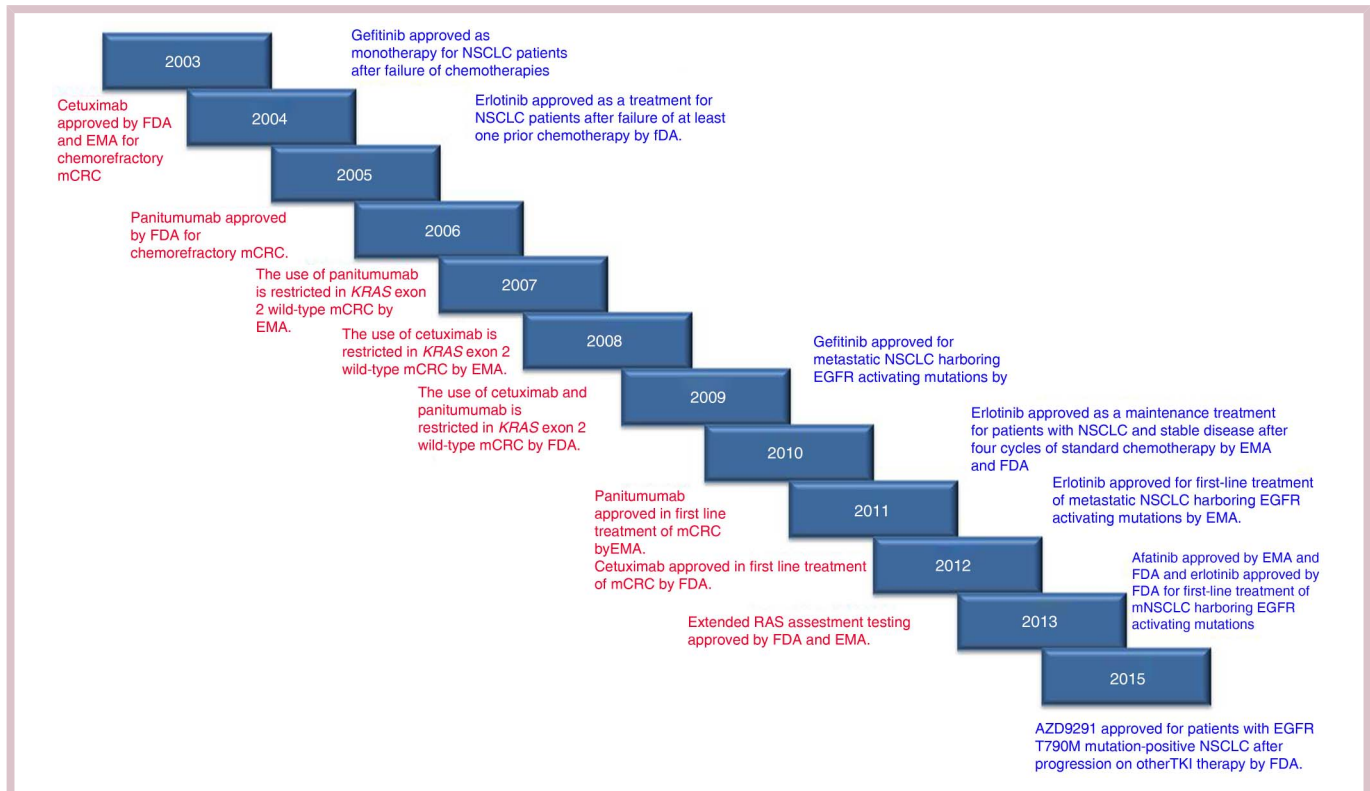 2003
Gefitinib approved as
monotherapy for NSCLC patients
after failure of chemotherapies
Cetuximab
approved by FDA
and EMA for
chemorefractory
mCRC
2004
Erlotinib approved as a treatment for
NSCLC patients after failure of at least
one prior chemotherapy by fDA.
2005
Panitumumab approved
by FDA for
chemorefractory mCRC.
2006
The use of panitumumab
is restricted in KRAS exon
2 wild-type mCRC by
EMA.
2007
The use of cetuximab is
restricted in KRAS exon 2
wild-type mCRC by EMA.
2008
Gefitinib approved for
metastatic NSCLC harboring
EGFR activating mutations by
The use of cetuximab and
panitumumab is
restricted in KRAS exon 2
wild-type mCRC by FDA.
2009
Erlotinib approved as a maintenance treatment
for patients with NSCLC and stable disease after
four cycles of standard chemotherapy by EMA
and FDA
2010
Erlotinib approved for first-line treatment
of metastatic NSCLC harboring EGFR
activating mutations by EMA.
Panitumumab
approved in first line
treatment of mCRC
byEMA.
Cetuximab approved in first line treatment
of mCRC by FDA.
2011
Afatinib approved by EMA and
FDA and erlotinib approved by
FDA for first-line treatment of
mNSCLC harboring EGFR
activating mutations
2012
Extended RAS assestment testing
approved by FDA and EMA.
2013
2015
AZD9291 approved for patients with EGFR
T790M mutation-positive NSCLC after
progression on otherTKI therapy by FDA.